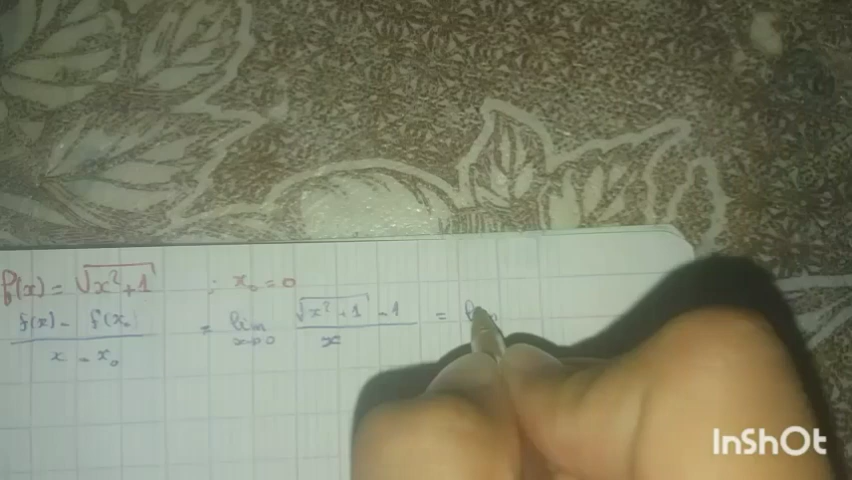 f(x) = √(x²+1) ; x₀ = 0
(f(x) - f(x₀))/(x - x₀) = lim x→0 (√(x²+1) - 1)/x =
InShOt